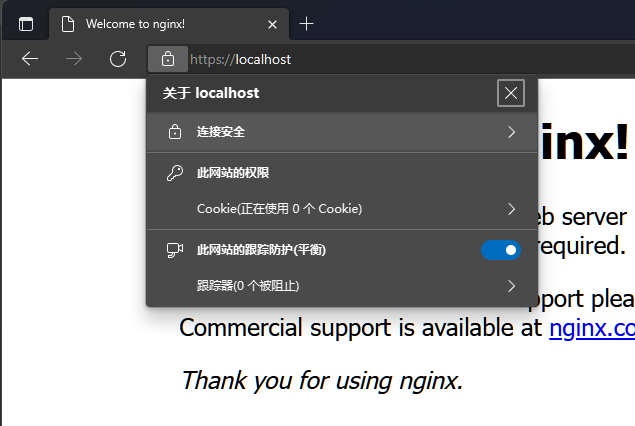 Welcome to nginx!
https://localhost
关于 localhost
连接安全
此网站的权限
Cookie(正在使用 0 个 Cookie)
此网站的跟踪防护(平衡)
跟踪器(0 个被阻止)
inx!
eb server
required.
pport plea
Commercial support is available at nginx.co
Thank you for using nginx.